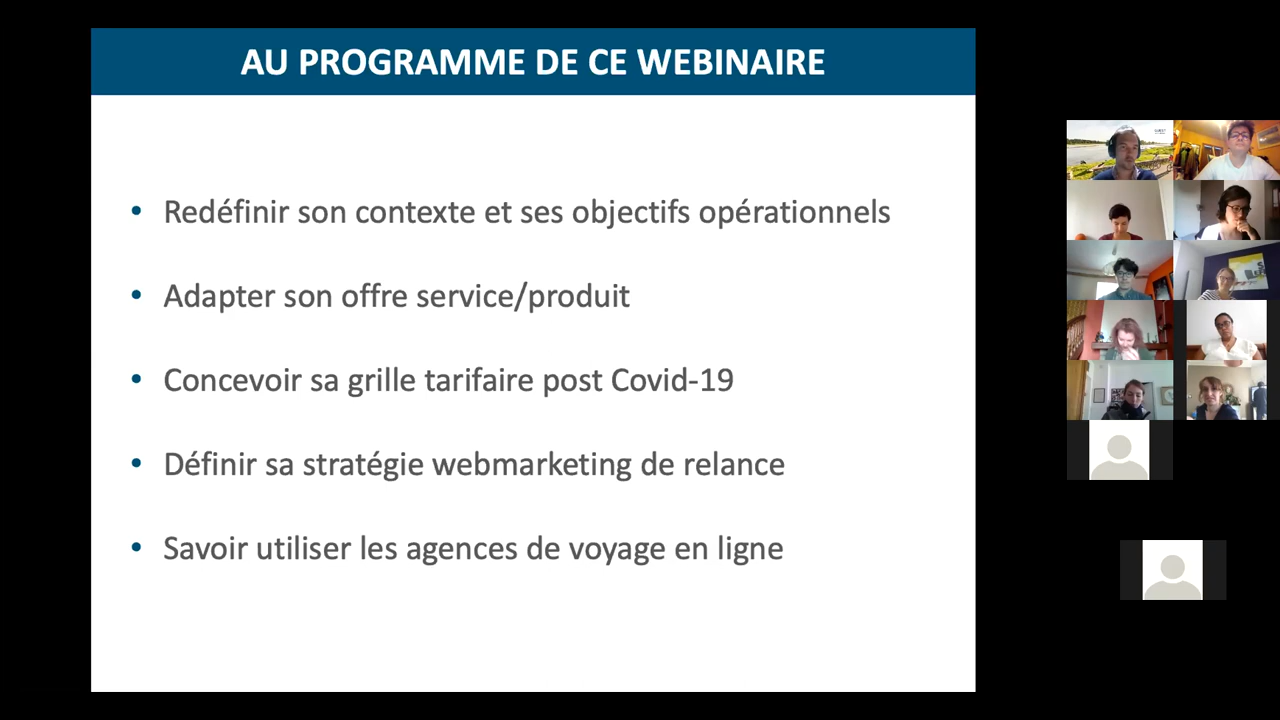 AU PROGRAMME DE CE WEBINAIRE
• Redéfinir son contexte et ses objectifs opérationnels
• Adapter son offre service/produit
• Concevoir sa grille tarifaire post Covid-19
• Définir sa stratégie webmarketing de relance
• Savoir utiliser les agences de voyage en ligne